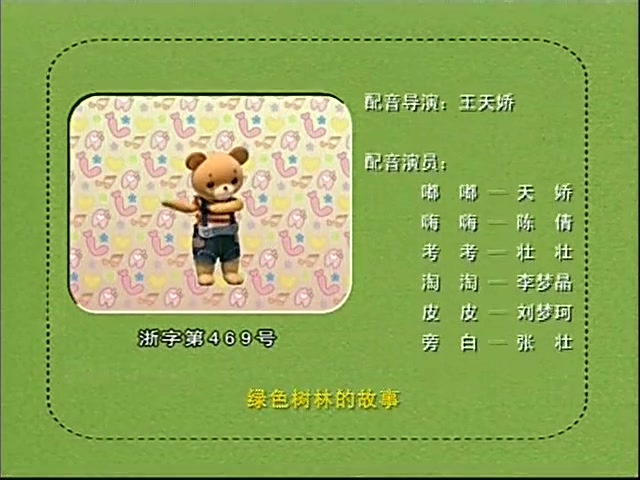 配音导演：王天娇
配音演员：
嘟 嘟 — 天 娇
嗨 嗨 — 陈 倩
考 考 — 壮 壮
淘 淘 — 李梦晶
皮 皮 — 刘梦珂
旁 白 — 张 壮
浙字第469号
绿色树林的故事